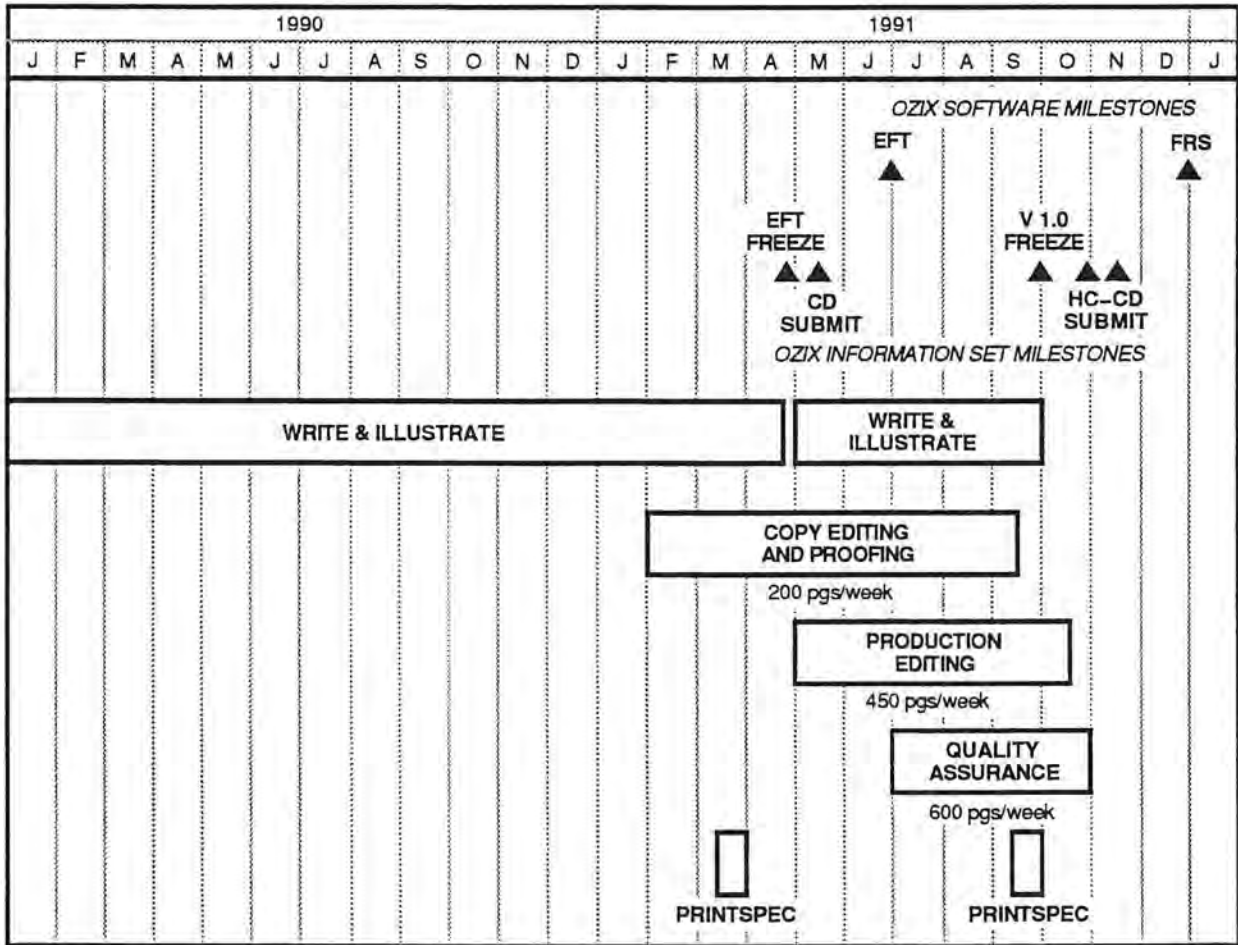 1990 1991
J F M A M J J A S O N D J F M A M J J A S O N D J
OZIX SOFTWARE MILESTONES
EFT FRS
EFT
FREEZE
V 1.0
FREEZE
CD
SUBMIT
HC-CD
SUBMIT
OZIX INFORMATION SET MILESTONES
WRITE & ILLUSTRATE
WRITE &
ILLUSTRATE
COPY EDITING
AND PROOFING
200 pgs/week
PRODUCTION
EDITING
450 pgs/week
QUALITY
ASSURANCE
600 pgs/week
PRINTSPEC PRINTSPEC